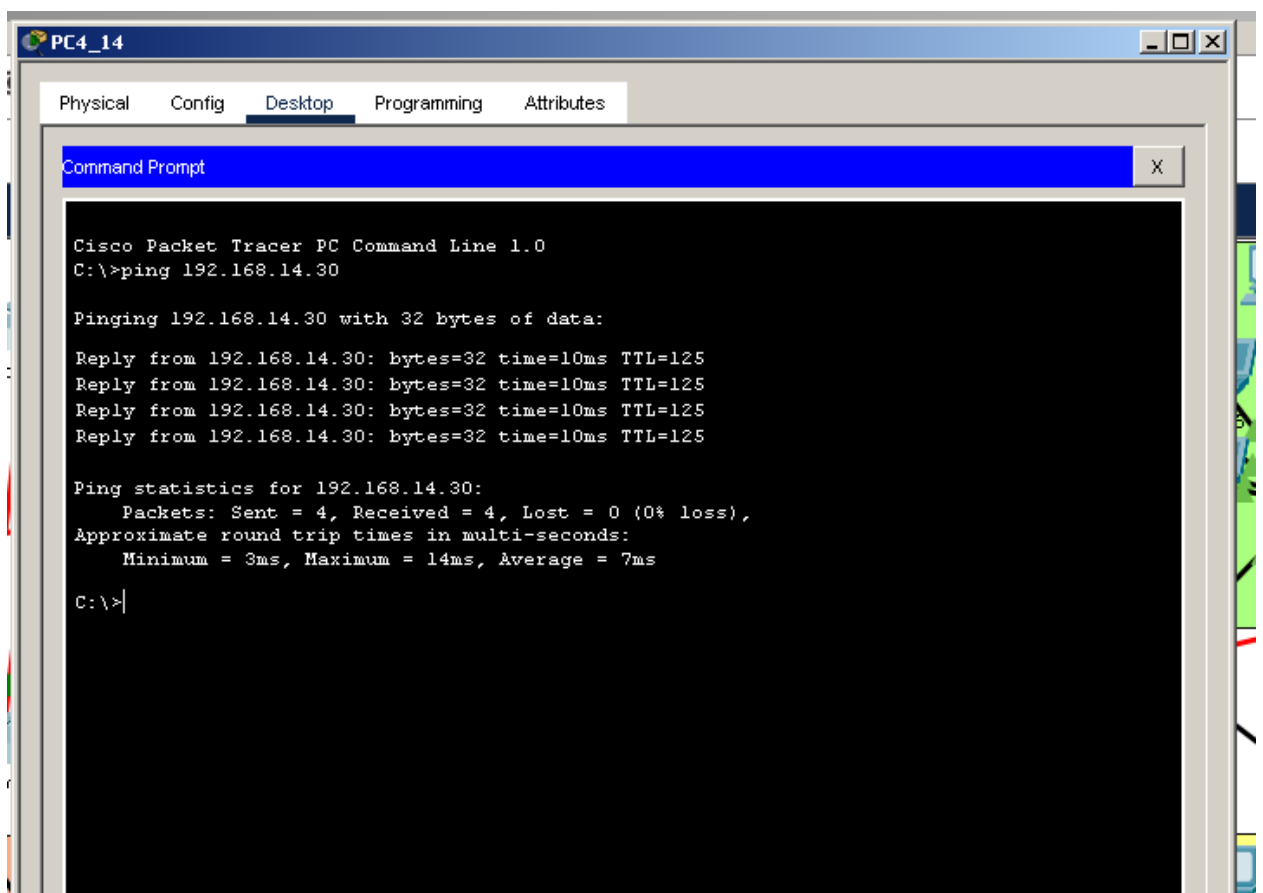 PC4_14
Physical Config Desktop Programming Attributes
Command Prompt
X
Cisco Packet Tracer PC Command Line 1.0
C:\>ping 192.168.14.30
Pinging 192.168.14.30 with 32 bytes of data:
Reply from 192.168.14.30: bytes=32 time=10ms TTL=125
Reply from 192.168.14.30: bytes=32 time=10ms TTL=125
Reply from 192.168.14.30: bytes=32 time=10ms TTL=125
Reply from 192.168.14.30: bytes=32 time=10ms TTL=125
Ping statistics for 192.168.14.30:
Packets: Sent = 4, Received = 4, Lost = 0 (0% loss),
Approximate round trip times in multi-seconds:
Minimum = 3ms, Maximum = 14ms, Average = 7ms
C:\>